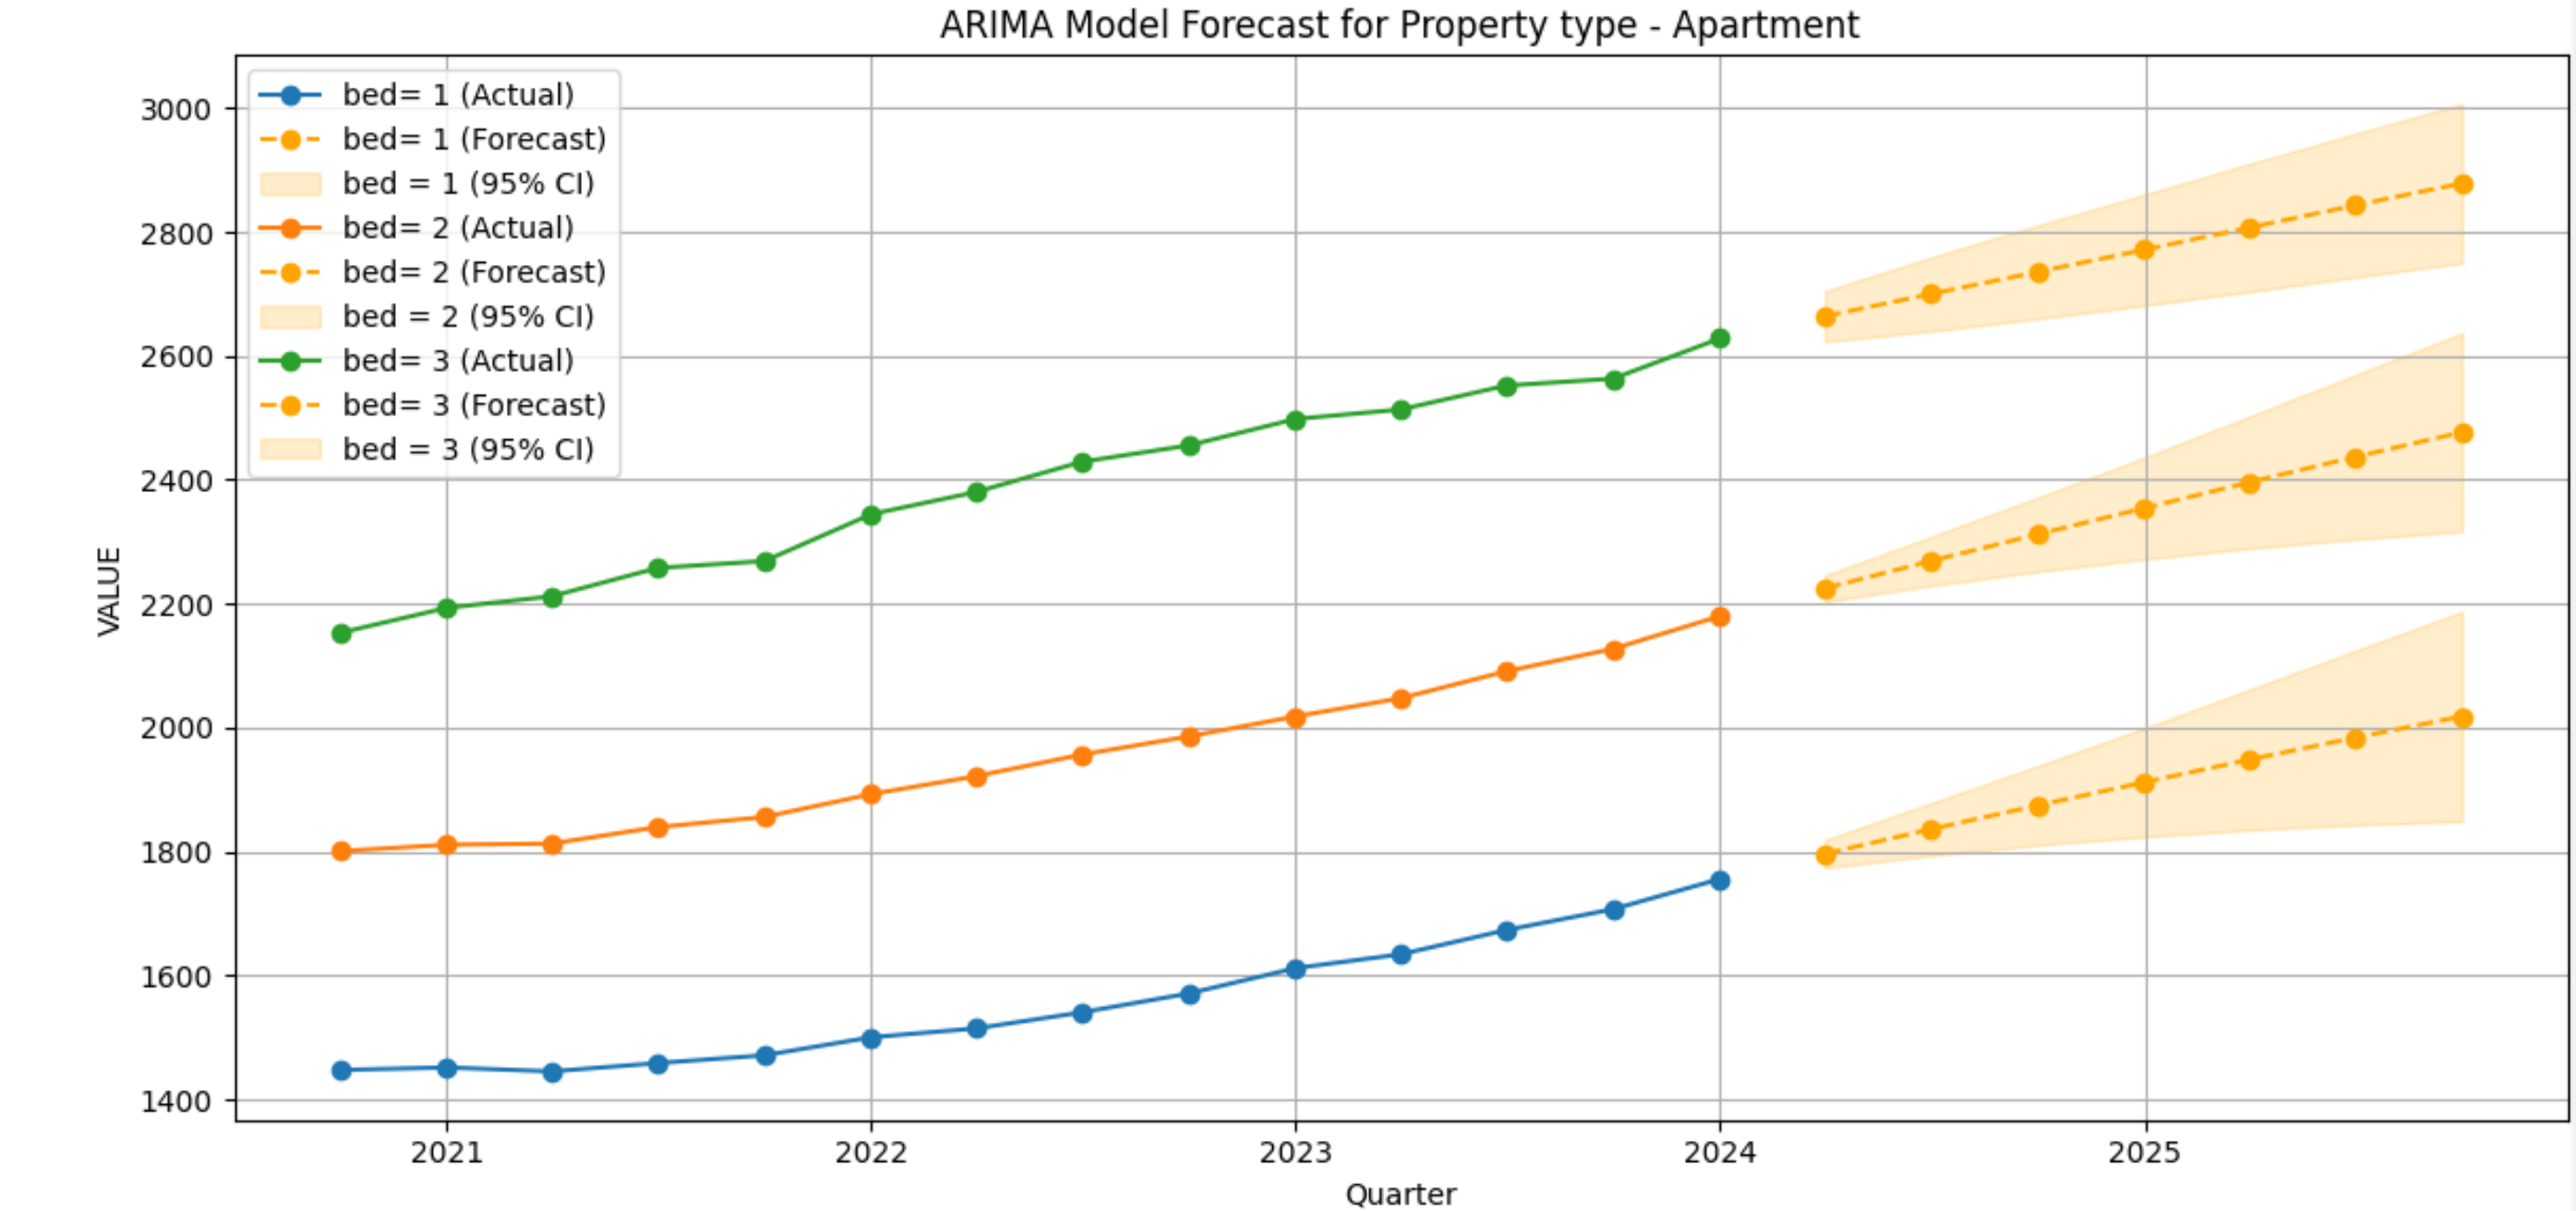 ARIMA Model Forecast for Property type - Apartment
bed= 1 (Actual)
bed= 1 (Forecast)
bed = 1 (95% CI)
bed= 2 (Actual)
bed= 2 (Forecast)
bed = 2 (95% CI)
bed= 3 (Actual)
bed= 3 (Forecast)
bed = 3 (95% CI)
3000
2800
2600
2400
2200
2000
1800
1600
1400
VALUE
2021 2022 2023 2024 2025
Quarter